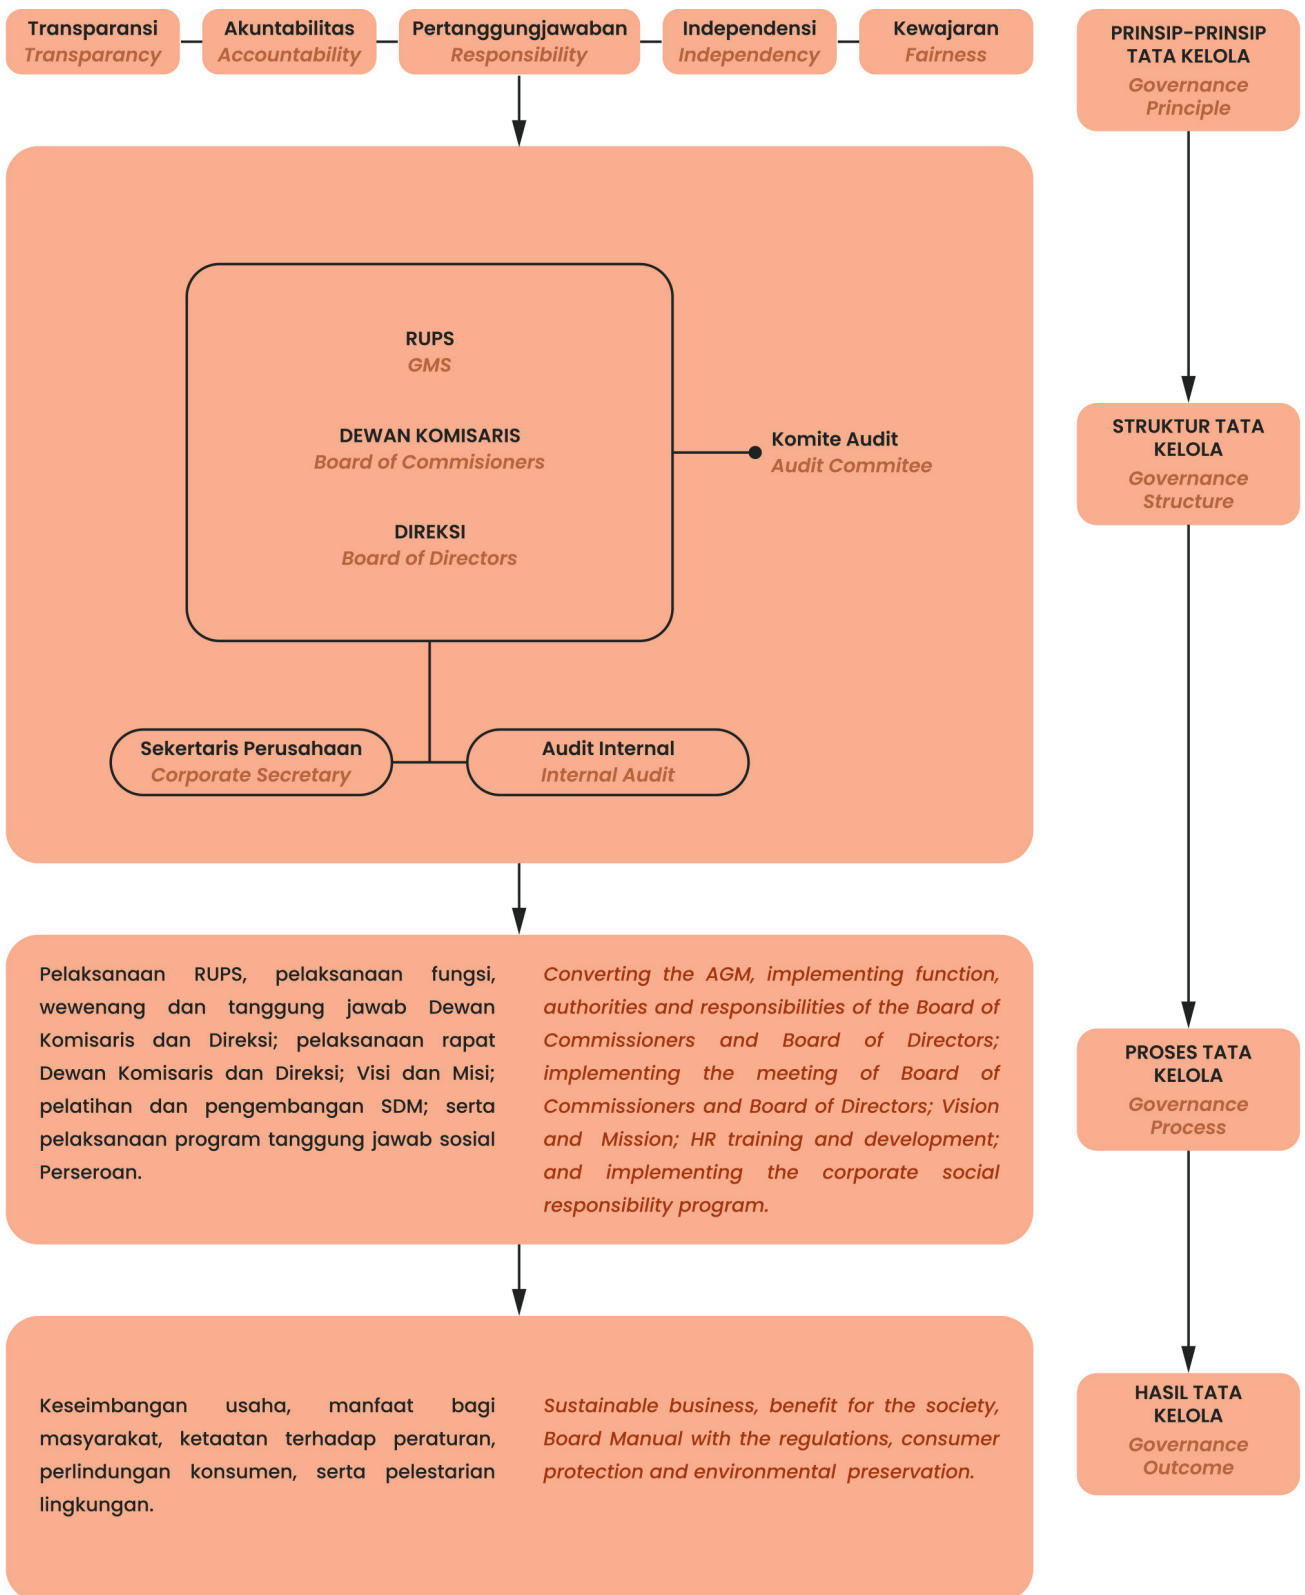 Transparansi
Transparancy
Akuntabilitas
Accountability
Pertanggungjawaban
Responsibility
Independensi
Independency
Kewajaran
Fairness
PRINSIP-PRINSIP
TATA KELOLA
Governance
Principle
RUPS
GMS
DEWAN KOMISARIS
Board of Commisioners
DIREKSI
Board of Directors
Komite Audit
Audit Commitee
Sekertaris Perusahaan
Corporate Secretary
Audit Internal
Internal Audit
STRUKTUR TATA
KELOLA
Governance
Structure
Pelaksanaan RUPS, pelaksanaan fungsi,
wewenang dan tanggung jawab Dewan
Komisaris dan Direksi; pelaksanaan rapat
Dewan Komisaris dan Direksi; Visi dan Misi;
pelatihan dan pengembangan SDM; serta
pelaksanaan program tanggung jawab sosial
Perseroan.
Converting the AGM, implementing function,
authorities and responsibilities of the Board of
Commissioners and Board of Directors;
implementing the meeting of Board of
Commissioners and Board of Directors; Vision
and Mission; HR training and development;
and implementing the corporate social
responsibility program.
PROSES TATA
KELOLA
Governance
Process
Keseimbangan usaha, manfaat bagi
masyarakat, ketaatan terhadap peraturan,
perlindungan konsumen, serta pelestarian
lingkungan.
Sustainable business, benefit for the society,
Board Manual with the regulations, consumer
protection and environmental preservation.
HASIL TATA
KELOLA
Governance
Outcome